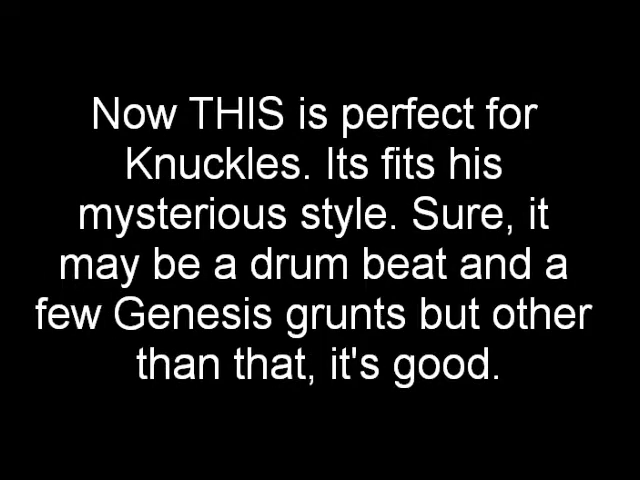 Now THIS is perfect for
Knuckles. Its fits his
mysterious style. Sure, it
may be a drum beat and a
few Genesis grunts but other
than that, it's good.